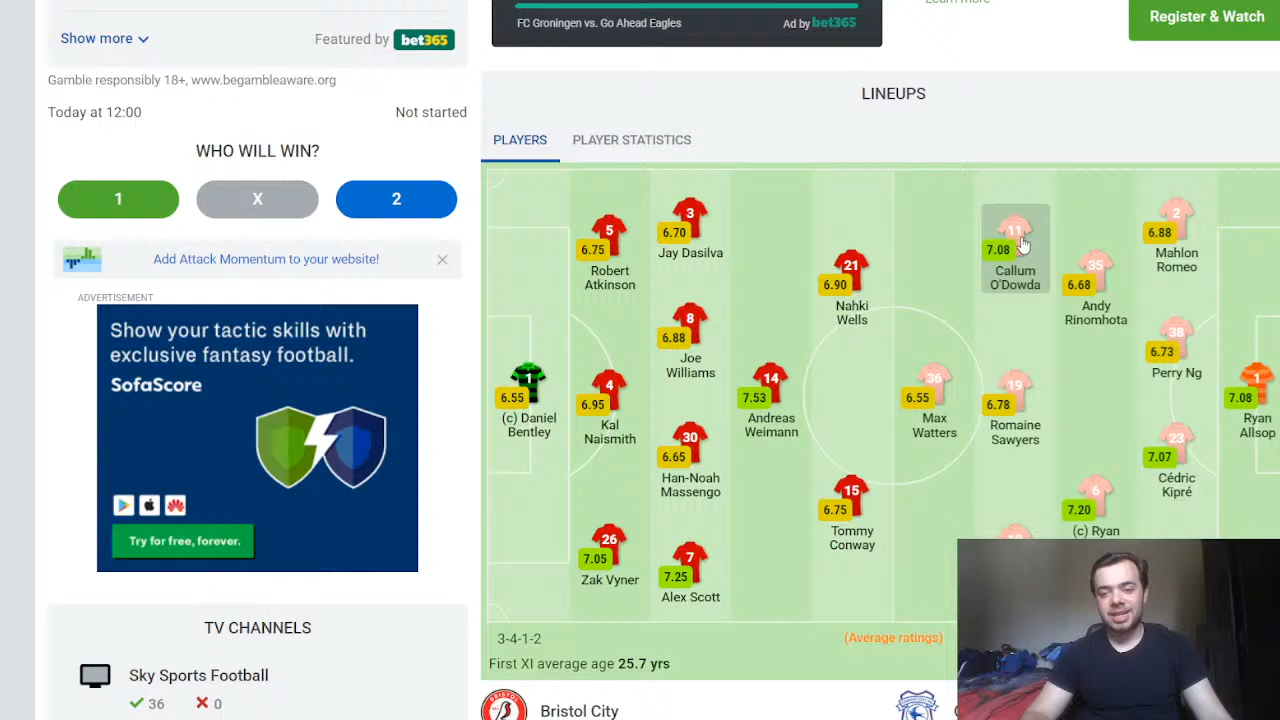 Show more
Featured by bet365
Gamble responsibly 18+, www.begambleaware.org
Today at 12:00
Not started
WHO WILL WIN?
1
X
2
Add Attack Momentum to your website!
ADVERTISEMENT
Show your tactic skills with
exclusive fantasy football.
SofaScore
Try for free, forever.
TV CHANNELS
Sky Sports Football
36
0
FC Groningen vs. Go Ahead Eagles
Ad by bet365
Learn more
Register & Watch
LINEUPS
PLAYERS
PLAYER STATISTICS
1
6.55
(c) Daniel
Bentley
5
6.75
Robert
Atkinson
4
6.95
Kal
Naismith
26
7.05
Zak Vyner
3
6.70
Jay Dasilva
8
6.88
Joe
Williams
30
6.65
Han-Noah
Massengo
7
7.25
Alex Scott
14
7.53
Andreas
Weimann
21
6.90
Nahki
Wells
15
6.75
Tommy
Conway
36
6.55
Max
Watters
11
7.08
Callum
O'Dowda
19
6.78
Romaine
Sawyers
35
6.68
Andy
Rinomhota
6
7.20
(c) Ryan
2
6.88
Mahlon
Romeo
38
6.73
Perry Ng
23
7.07
Cédric
Kipré
1
7.08
Ryan
Allsop
3-4-1-2
(Average ratings)
First XI average age 25.7 yrs
Bristol City